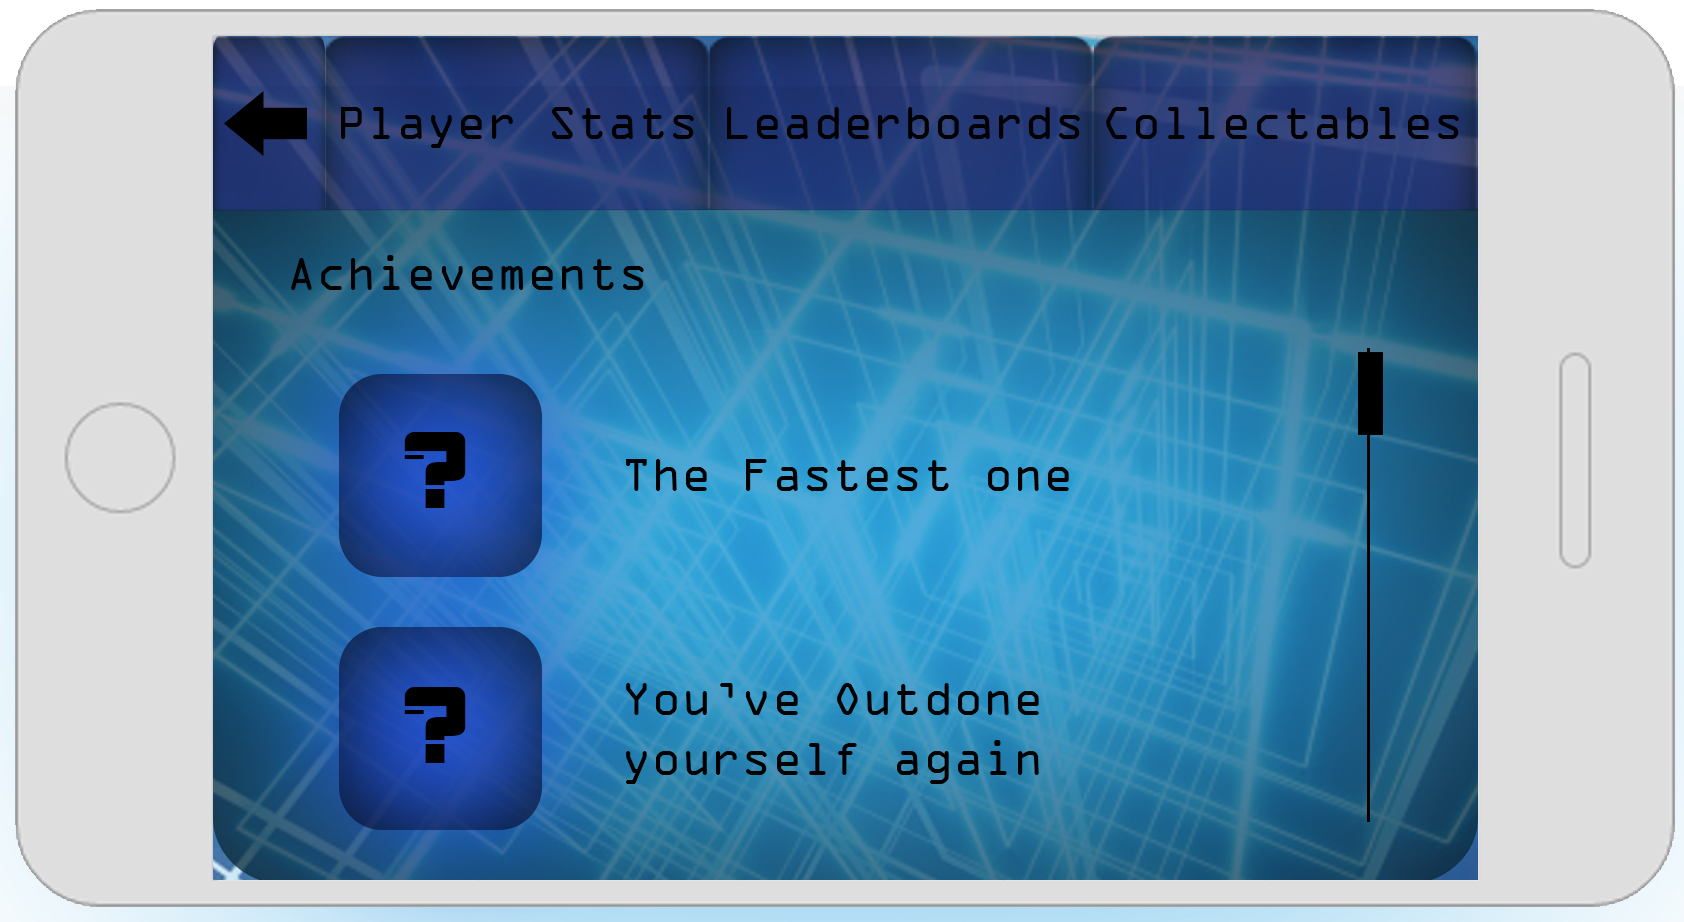 Player Stats Leaderboards Collectables
Achievements
?
The Fastest one
?
You've Outdone
yourself again